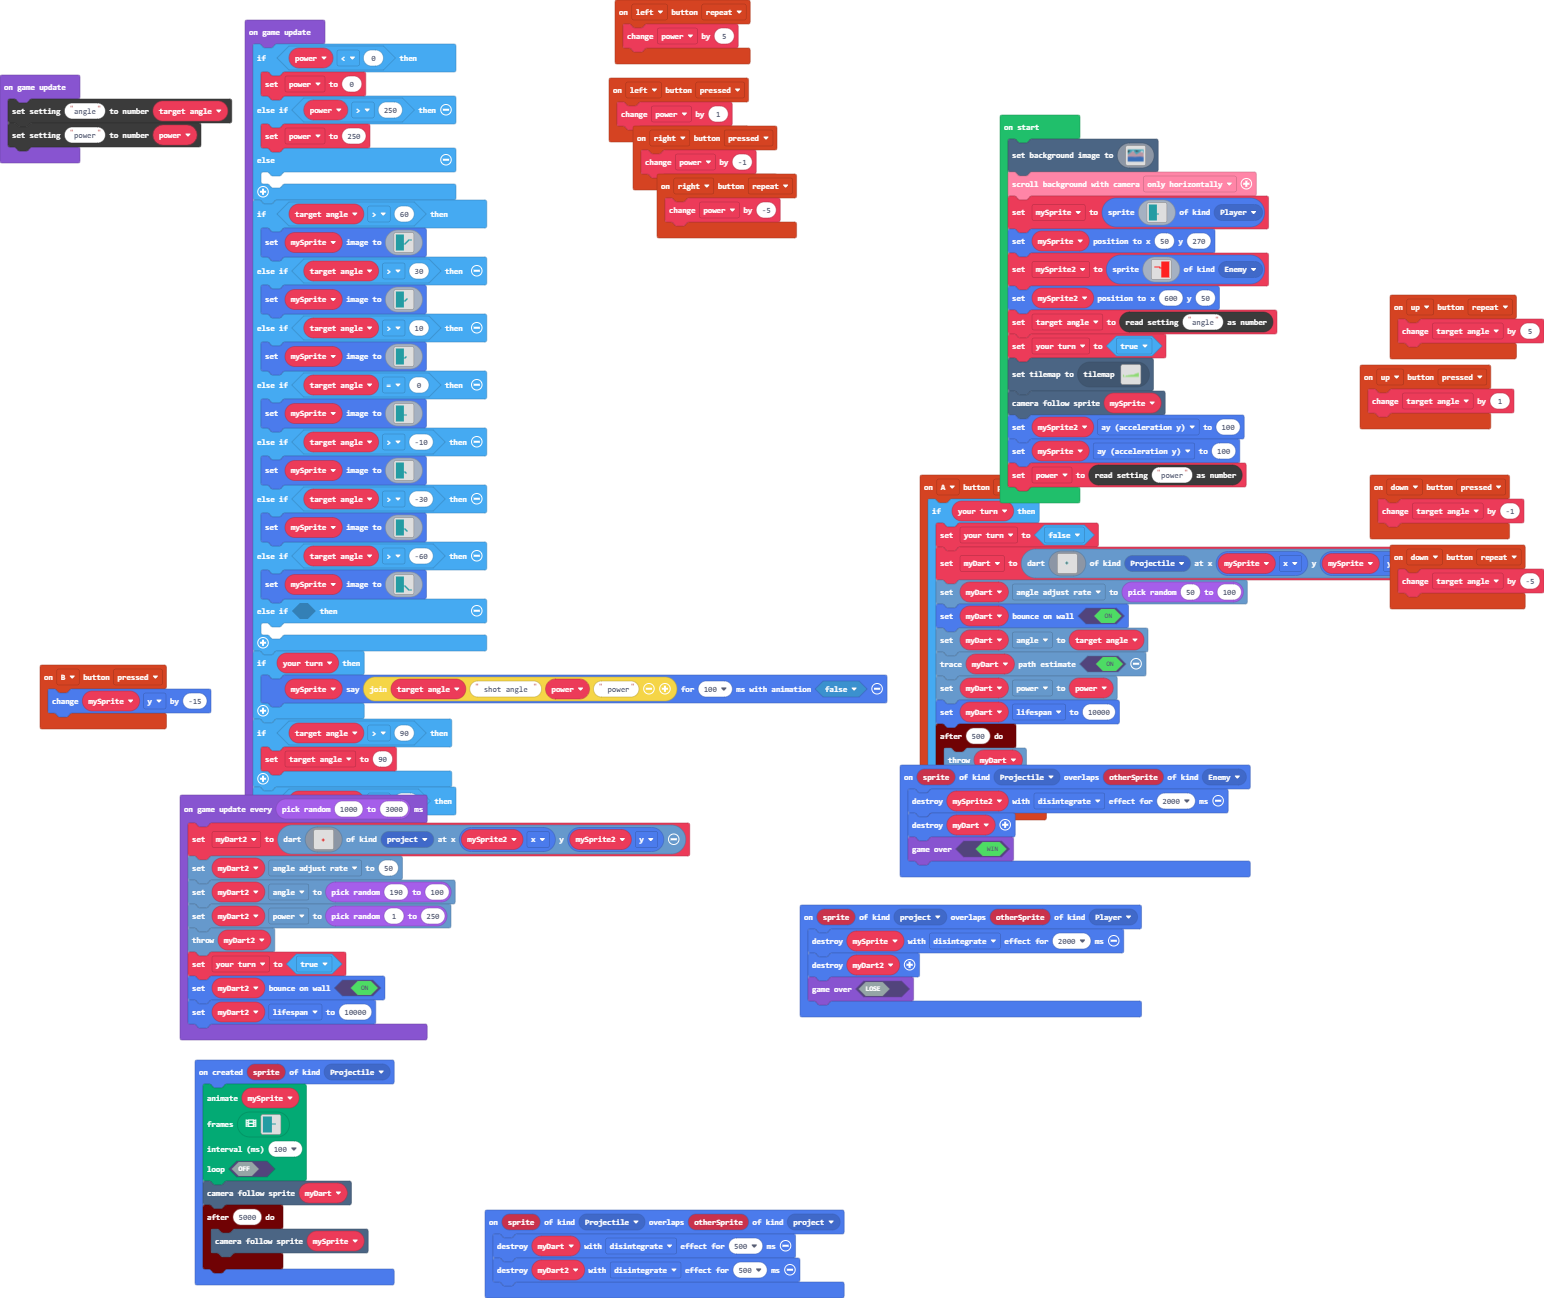 on left button repeat
change power by 5
on left button pressed
change power by 1
on right button pressed
change power by -1
on right button repeat
change power by -5
on game update
set setting "angle" to number target angle
set setting "power" to number power
on game update
if power < 0 then
set power to 0
else if power > 250 then
set power to 250
else
if target angle > 60 then
set mySprite image to
else if target angle > 30 then
set mySprite image to
else if target angle > 10 then
set mySprite image to
else if target angle = 0 then
set mySprite image to
else if target angle > -10 then
set mySprite image to
else if target angle > -30 then
set mySprite image to
else if target angle > -60 then
set mySprite image to
else if then
if your turn then
mySprite say join target angle " shot angle " power " power" for 100 ms with animation false
if target angle > 90 then
set target angle to 90
then
on start
set background image to
scroll background with camera only horizontally
set mySprite to sprite of kind Player
set mySprite position to x 50 y 270
set mySprite2 to sprite of kind Enemy
set mySprite2 position to x 600 y 50
set target angle to read setting "angle" as number
set your turn to true
set tilemap to tilemap
camera follow sprite mySprite
set mySprite2 ay (acceleration y) to 100
set mySprite ay (acceleration y) to 100
set power to read setting "power" as number
on up button repeat
change target angle by 5
on up button pressed
change target angle by 1
on down button pressed
change target angle by -1
on down button repeat
change target angle by -5
on A button
if your turn then
set your turn to false
set myDart to dart of kind Projectile at x mySprite x y mySprite
set myDart angle adjust rate to pick random 50 to 100
set myDart bounce on wall ON
set myDart angle to target angle
trace myDart path estimate ON
set myDart power to power
set myDart lifespan to 10000
after 500 do
throw myDart
on B button pressed
change mySprite y by -15
on sprite of kind Projectile overlaps otherSprite of kind Enemy
destroy mySprite2 with disintegrate effect for 2000 ms
destroy myDart
game over WIN
on game update every pick random 1000 to 3000 ms
set myDart2 to dart of kind project at x mySprite2 x y mySprite2 y
set myDart2 angle adjust rate to 50
set myDart2 angle to pick random 190 to 100
set myDart2 power to pick random 1 to 250
throw myDart2
set your turn to true
set myDart2 bounce on wall ON
set myDart2 lifespan to 10000
on sprite of kind project overlaps otherSprite of kind Player
destroy mySprite with disintegrate effect for 2000 ms
destroy myDart2
game over LOSE
on created sprite of kind Projectile
animate mySprite
frames
interval (ms) 100
loop OFF
camera follow sprite myDart
after 5000 do
camera follow sprite mySprite
on sprite of kind Projectile overlaps otherSprite of kind project
destroy myDart with disintegrate effect for 500 ms
destroy myDart2 with disintegrate effect for 500 ms